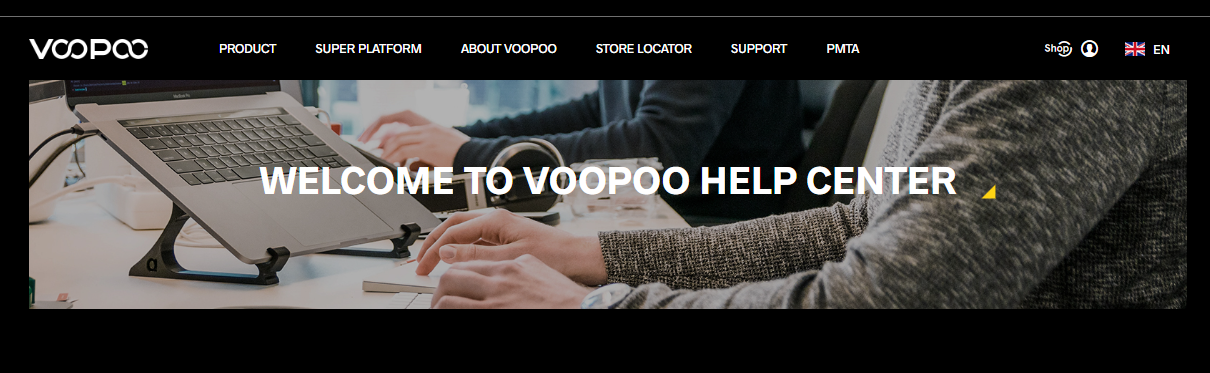 VOOPOO
PRODUCT
SUPER PLATFORM
ABOUT VOOPOO
STORE LOCATOR
SUPPORT
PMTA
Shop
EN
WELCOME TO VOOPOO HELP CENTER